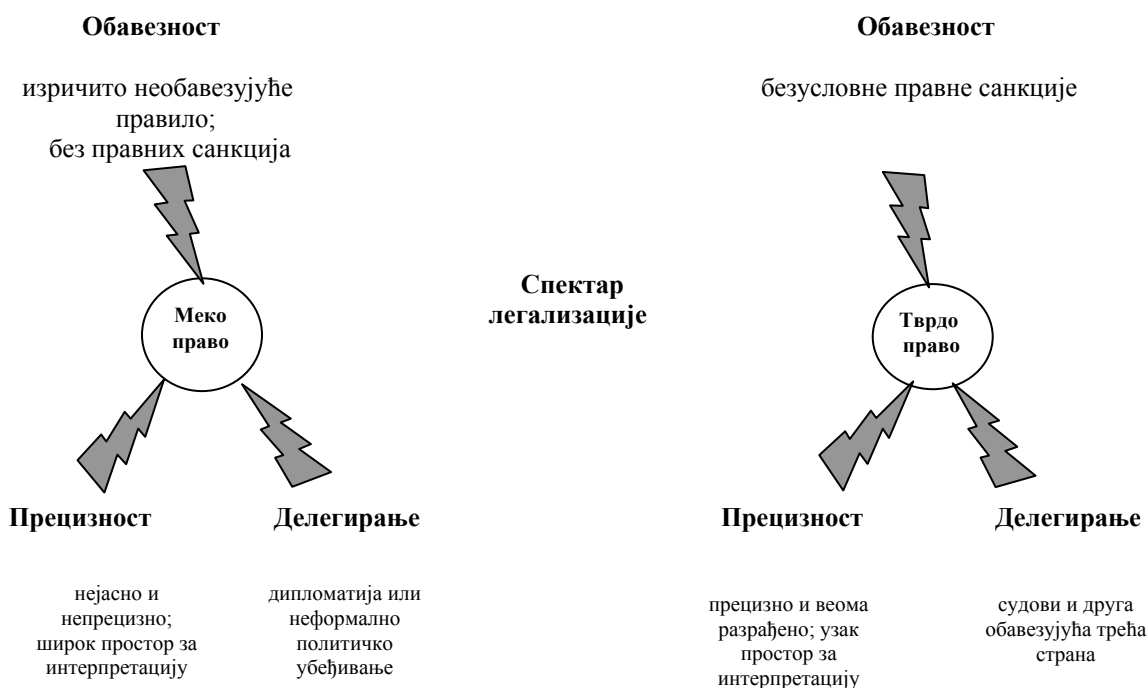 Обавезност
изричито необавезујуће
правило;
без правних санкција
Меко
право
Прецизност
нејасно и
непрецизно;
широк простор за
интерпретацију
Делегирање
дипломатија или
неформално
политичко
убеђивање
Спектар
легализације
Обавезност
безусловне правне санкције
Тврдо
право
Прецизност
прецизно и веома
разрађено; узак
простор за
интерпретацију
Делегирање
судови и друга
обавезујућа трећа
страна